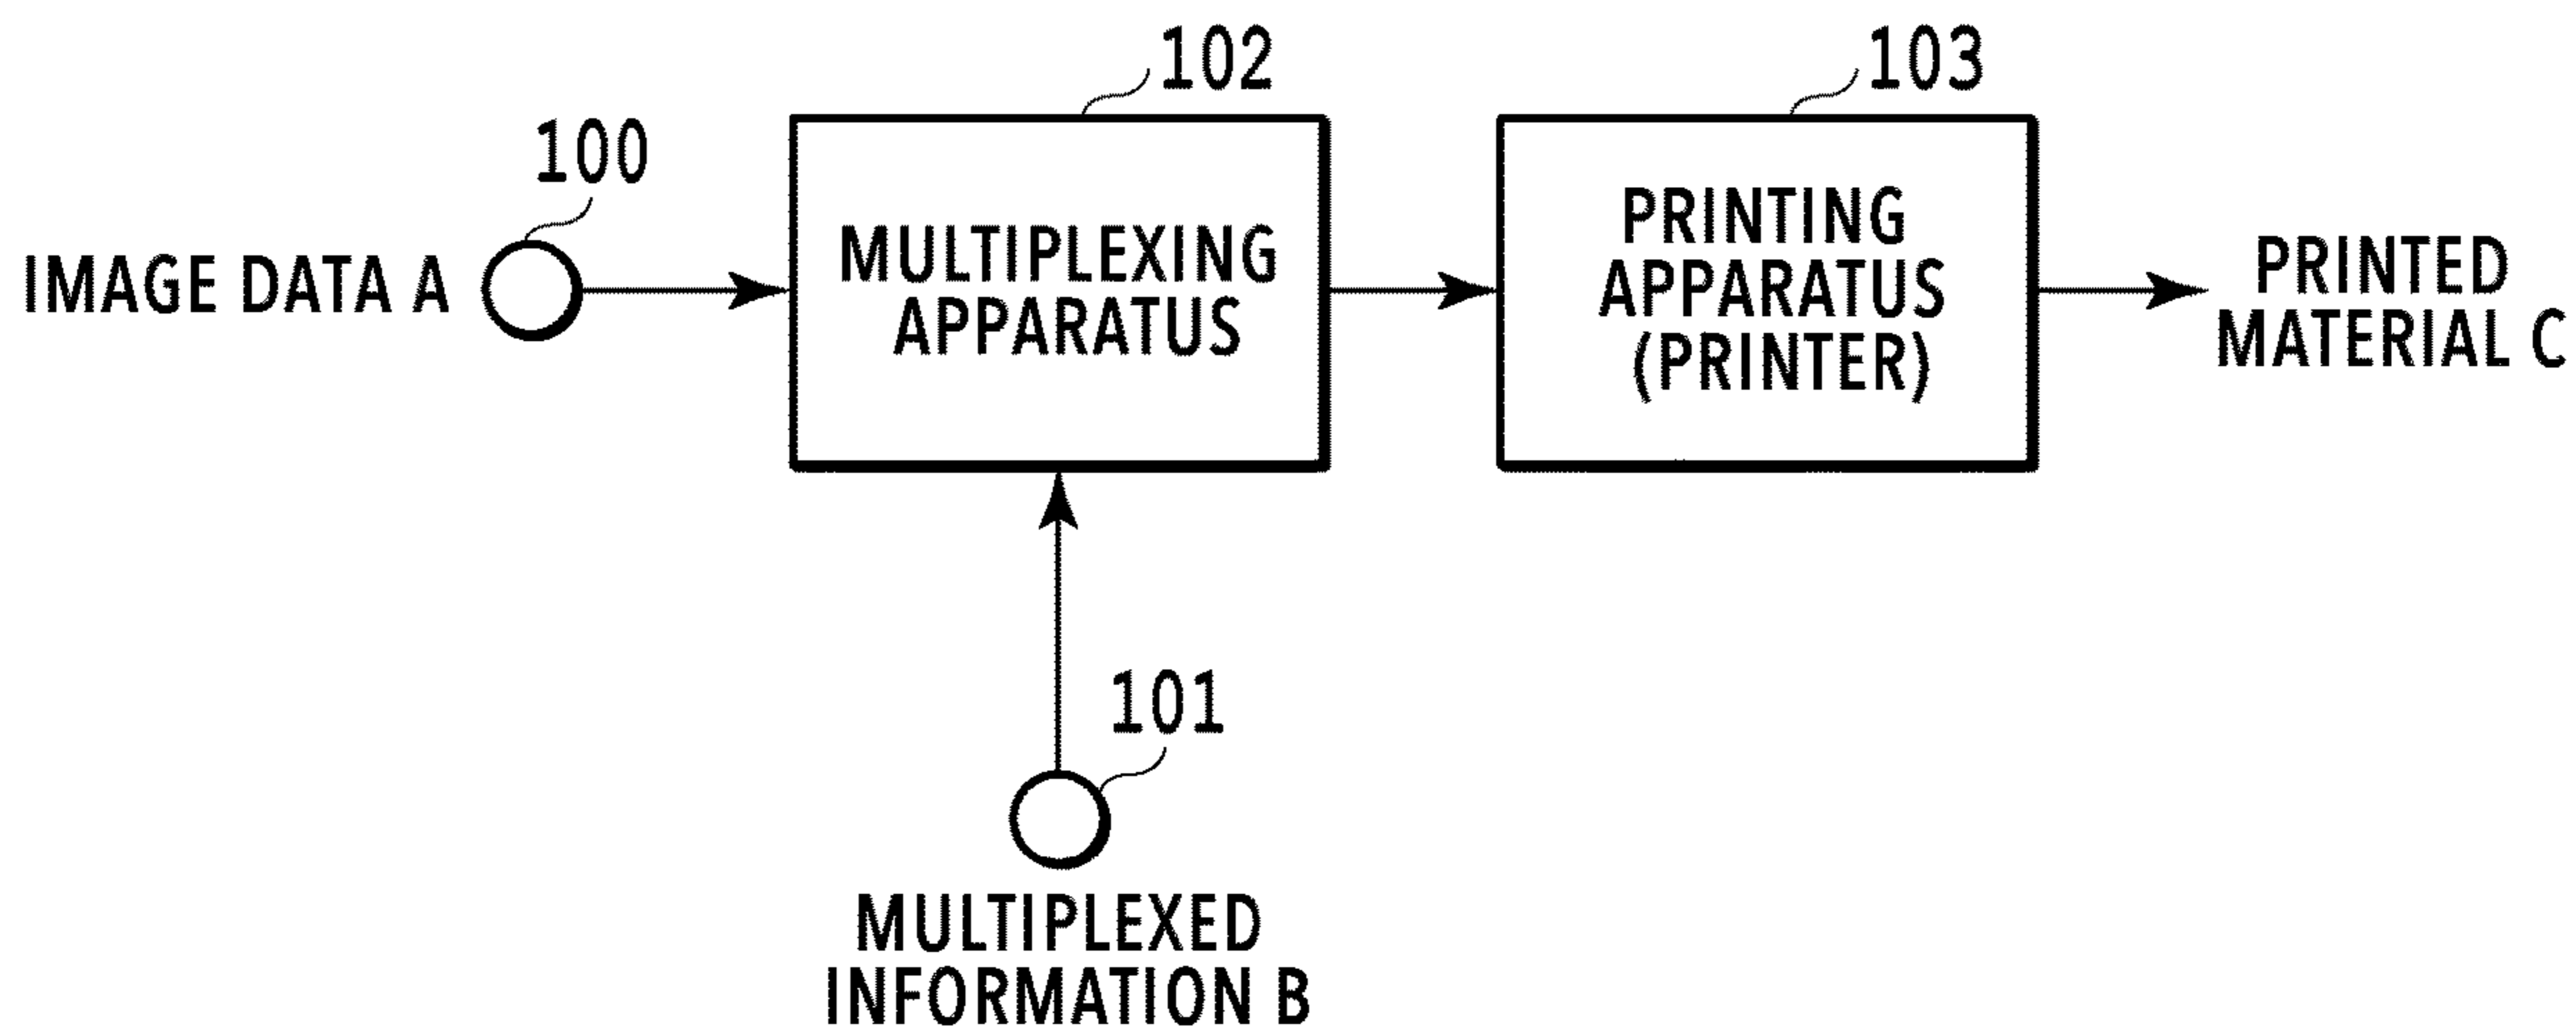 102
103
100
IMAGE DATA A
MULTIPLEXING
APPARATUS
PRINTING
APPARATUS
(PRINTER)
PRINTED
MATERIAL C
101
MULTIPLEXED
INFORMATION B